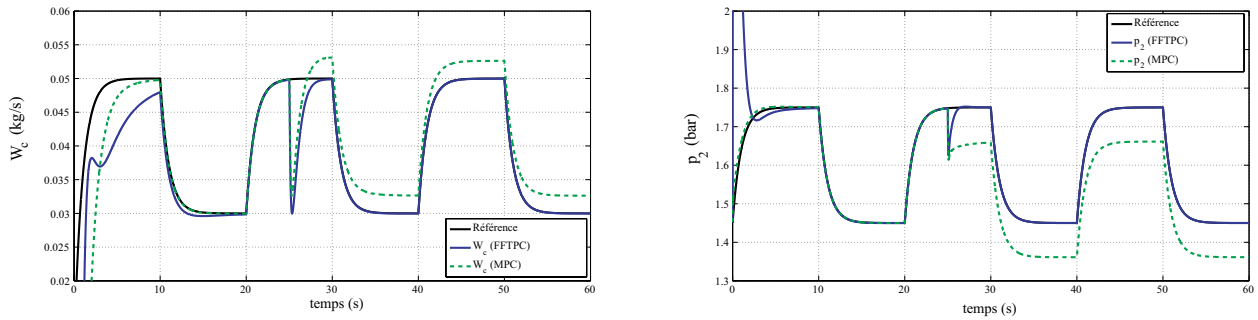 0.06
0.055
0.05
0.045
0.04
0.035
0.03
0.025
0.02
W_c (kg/s)
0 10 20 30 40 50 60
temps (s)
Référence
W_c (FFTPC)
W_c (MPC)
2
1.9
1.8
1.7
1.6
1.5
1.4
1.3
p_2 (bar)
0 10 20 30 40 50 60
temps (s)
Référence
p_2 (FFTPC)
p_2 (MPC)